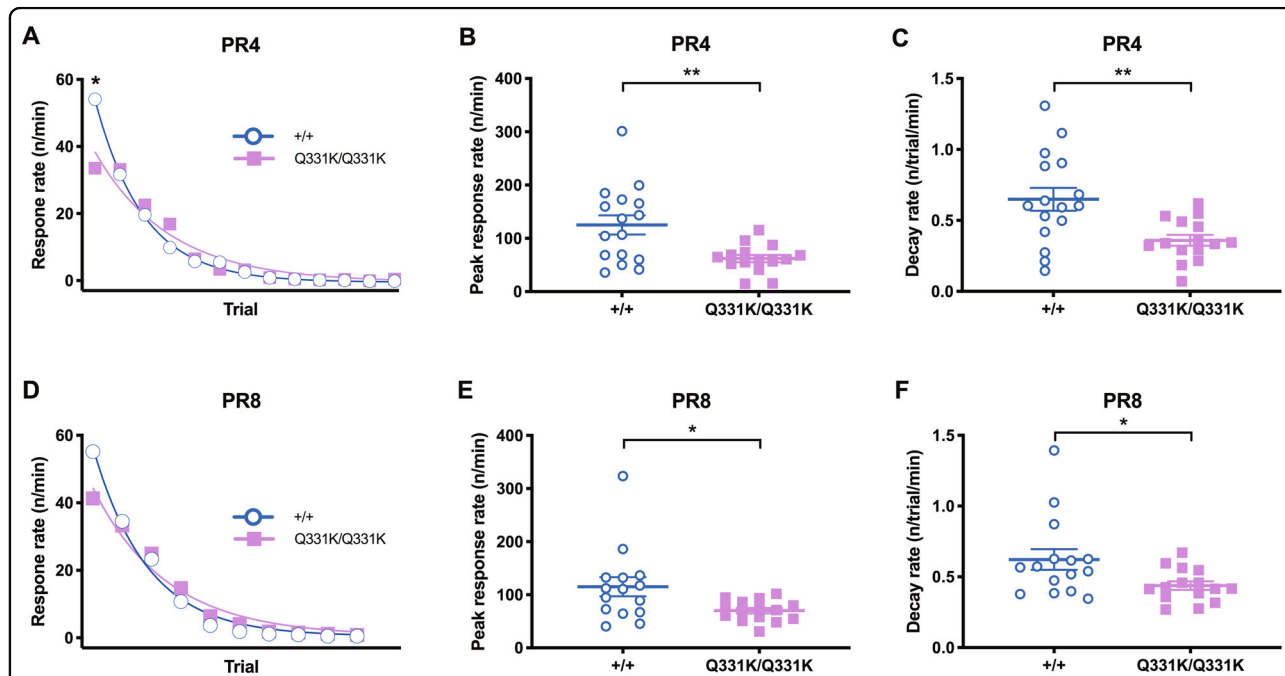 A
PR4
Respone rate (n/min)
60
40
20
0
*
+/+
Q331K/Q331K
Trial
B
PR4
Peak response rate (n/min)
400
300
200
100
0
**
+/+
Q331K/Q331K
C
PR4
Decay rate (n/trial/min)
1.5
1.0
0.5
0.0
**
+/+
Q331K/Q331K
D
PR8
Respone rate (n/min)
60
40
20
0
+/+
Q331K/Q331K
Trial
E
PR8
Peak response rate (n/min)
400
300
200
100
0
*
+/+
Q331K/Q331K
F
PR8
Decay rate (n/trial/min)
1.5
1.0
0.5
0.0
*
+/+
Q331K/Q331K